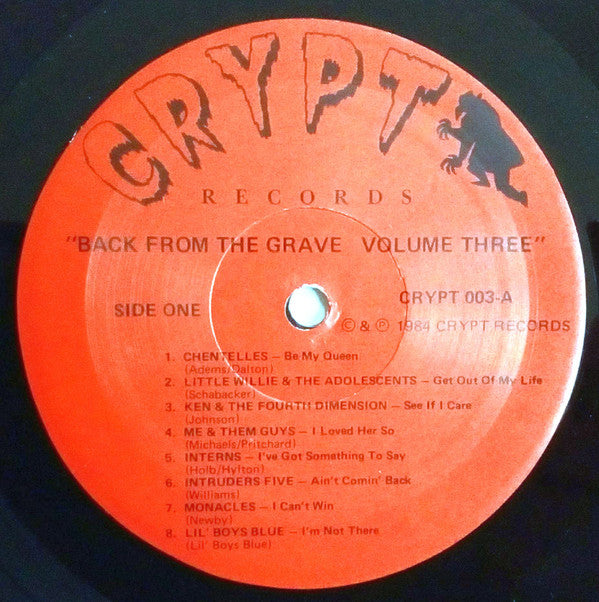 CRYPT
RECORDS
"BACK FROM THE GRAVE VOLUME THREE"
SIDE ONE
CRYPT 003-A
© & ℗ 1984 CRYPT RECORDS
1. CHENTELLES – Be My Queen
(Adems/Dalton)
2. LITTLE WILLIE & THE ADOLESCENTS – Get Out Of My Life
(Schabacker)
3. KEN & THE FOURTH DIMENSION – See If I Care
(Johnson)
4. ME & THEM GUYS – I Loved Her So
(Michaels/Pritchard)
5. INTERNS – I've Got Something To Say
(Holb/Hylton)
6. INTRUDERS FIVE – Ain't Comin' Back
(Williams)
7. MONACLES – I Can't Win
(Newby)
8. LIL' BOYS BLUE – I'm Not There
(Lil' Boys Blue)